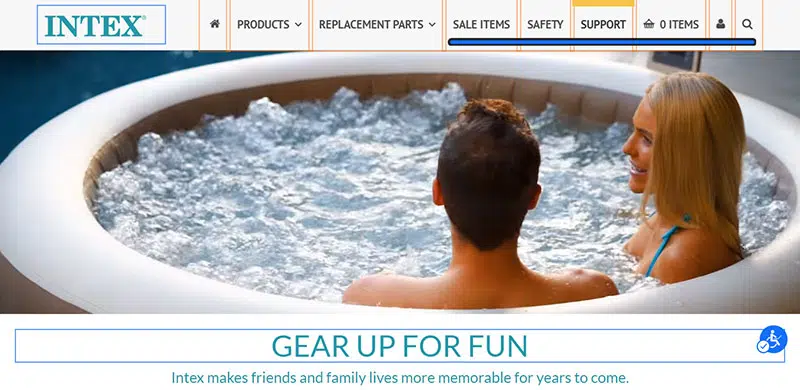 INTEX®
PRODUCTS REPLACEMENT PARTS SALE ITEMS SAFETY SUPPORT 0 ITEMS
GEAR UP FOR FUN
Intex makes friends and family lives more memorable for years to come.